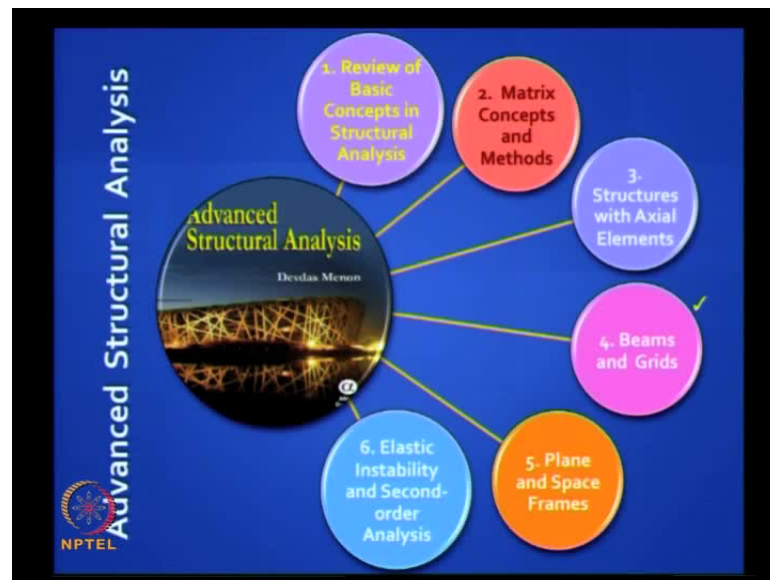 Advanced Structural Analysis
1. Review of
Basic
Concepts in
Structural
Analysis
2. Matrix
Concepts
and
Methods
3.
Structures
with Axial
Elements
4. Beams
and Grids
5. Plane
and Space
Frames
6. Elastic
Instability
and Second-
order
Analysis
Advanced
Structural Analysis
Devdas Menon
NPTEL